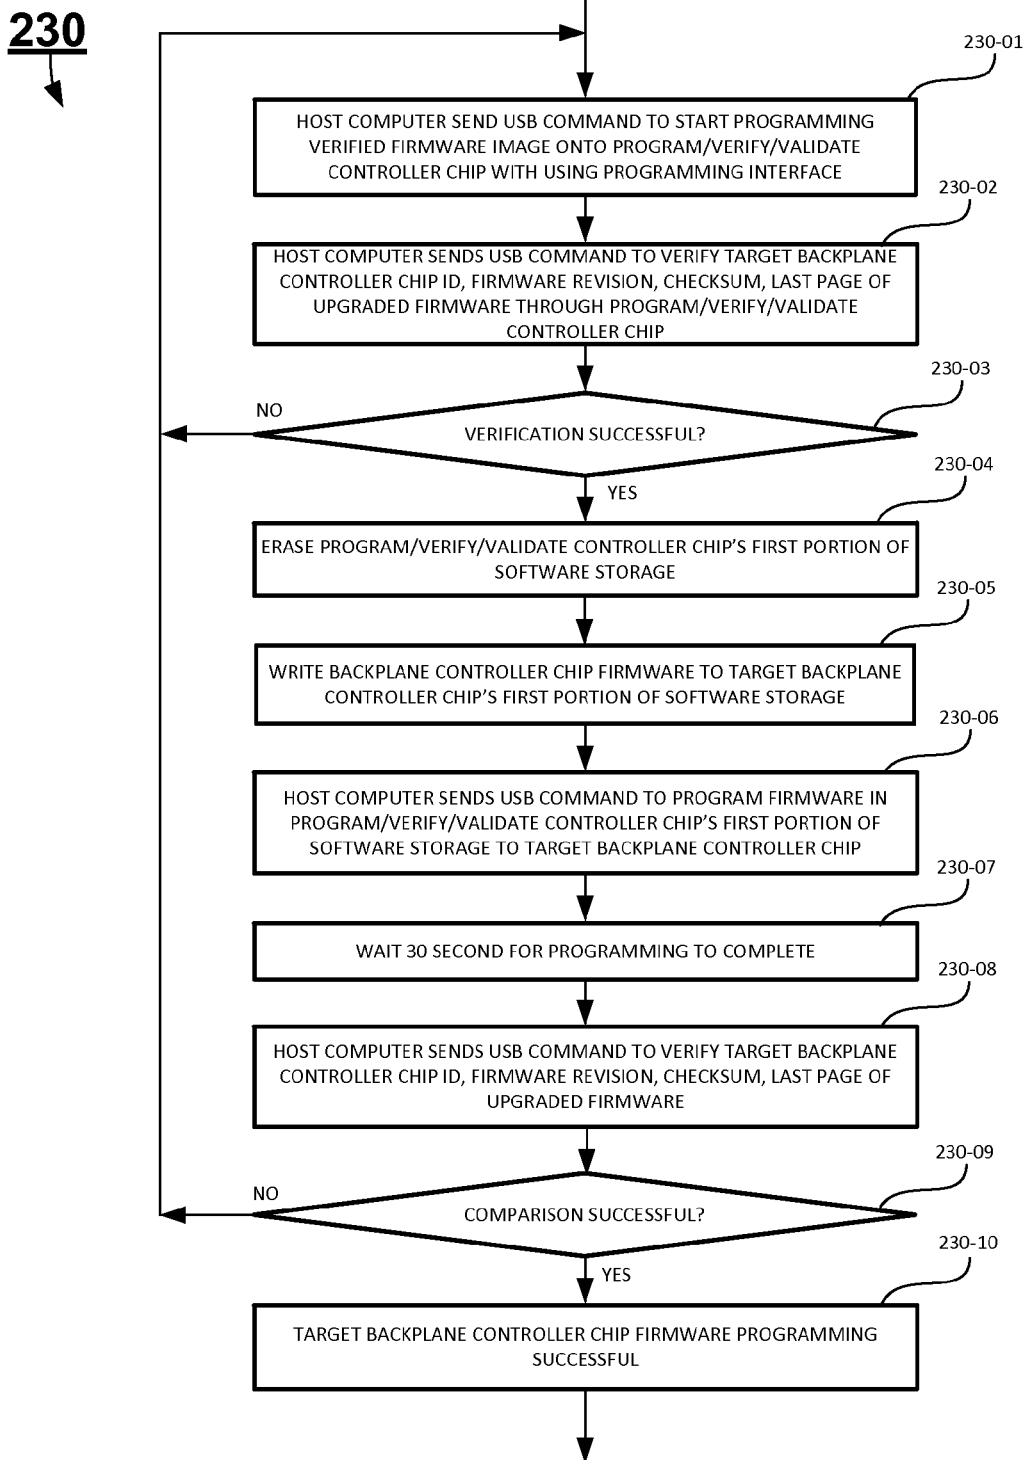 230
230-01
HOST COMPUTER SEND USB COMMAND TO START PROGRAMMING
VERIFIED FIRMWARE IMAGE ONTO PROGRAM/VERIFY/VALIDATE
CONTROLLER CHIP WITH USING PROGRAMMING INTERFACE
230-02
HOST COMPUTER SENDS USB COMMAND TO VERIFY TARGET BACKPLANE
CONTROLLER CHIP ID, FIRMWARE REVISION, CHECKSUM, LAST PAGE OF
UPGRADED FIRMWARE THROUGH PROGRAM/VERIFY/VALIDATE
CONTROLLER CHIP
230-03
NO
VERIFICATION SUCCESSFUL?
230-04
YES
ERASE PROGRAM/VERIFY/VALIDATE CONTROLLER CHIP'S FIRST PORTION OF
SOFTWARE STORAGE
230-05
WRITE BACKPLANE CONTROLLER CHIP FIRMWARE TO TARGET BACKPLANE
CONTROLLER CHIP'S FIRST PORTION OF SOFTWARE STORAGE
230-06
HOST COMPUTER SENDS USB COMMAND TO PROGRAM FIRMWARE IN
PROGRAM/VERIFY/VALIDATE CONTROLLER CHIP'S FIRST PORTION OF
SOFTWARE STORAGE TO TARGET BACKPLANE CONTROLLER CHIP
230-07
WAIT 30 SECOND FOR PROGRAMMING TO COMPLETE
230-08
HOST COMPUTER SENDS USB COMMAND TO VERIFY TARGET BACKPLANE
CONTROLLER CHIP ID, FIRMWARE REVISION, CHECKSUM, LAST PAGE OF
UPGRADED FIRMWARE
230-09
NO
COMPARISON SUCCESSFUL?
230-10
YES
TARGET BACKPLANE CONTROLLER CHIP FIRMWARE PROGRAMMING
SUCCESSFUL